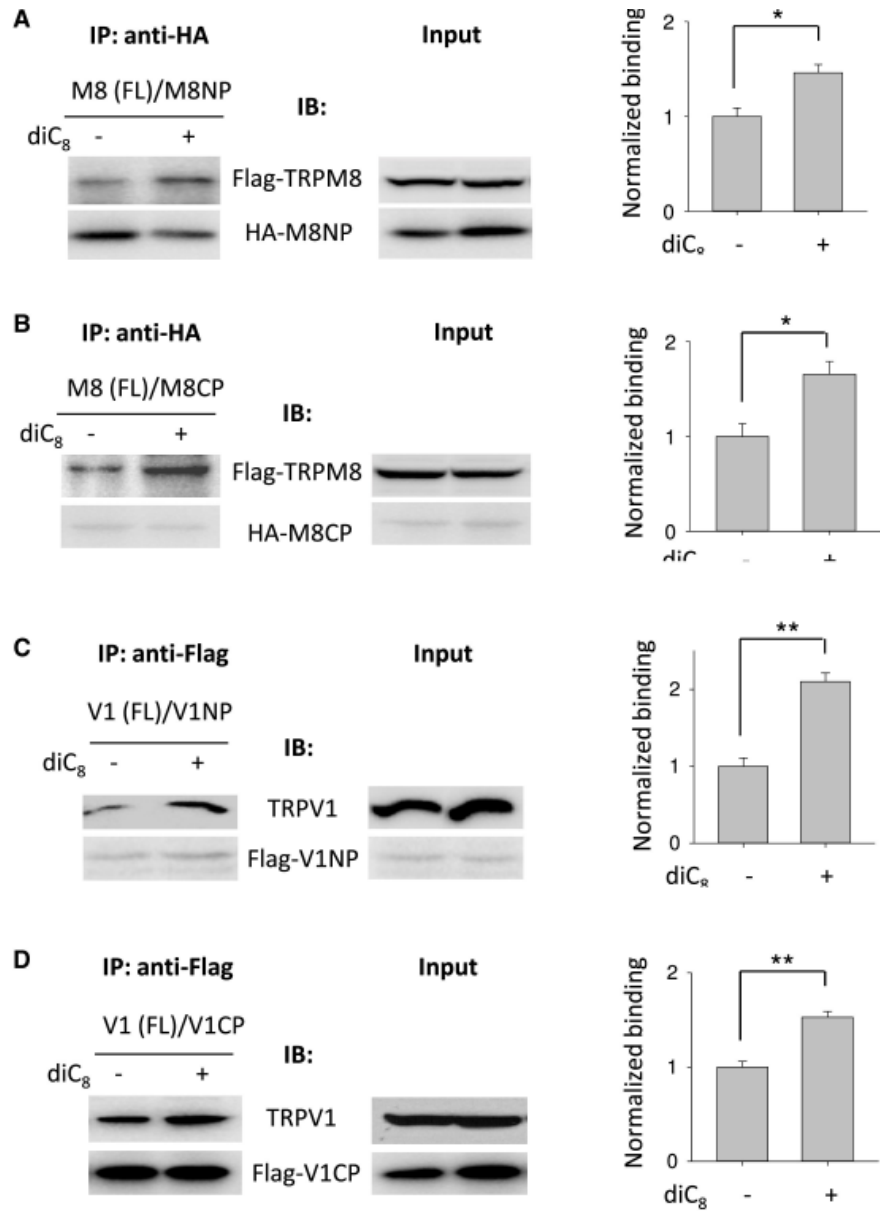 A
IP: anti-HA
Input
M8 (FL)/M8NP
IB:
diC₈ - +
Flag-TRPM8
HA-M8NP
Normalized binding
2
1
0
*
diC₈ - +
B
IP: anti-HA
Input
M8 (FL)/M8CP
IB:
diC₈ - +
Flag-TRPM8
HA-M8CP
Normalized binding
2
1
0
*
diC - +
C
IP: anti-Flag
Input
V1 (FL)/V1NP
IB:
diC₈ - +
TRPV1
Flag-V1NP
Normalized binding
2
1
0
**
diC₈ - +
D
IP: anti-Flag
Input
V1 (FL)/V1CP
IB:
diC₈ - +
TRPV1
Flag-V1CP
Normalized binding
2
1
0
**
diC₈ - +